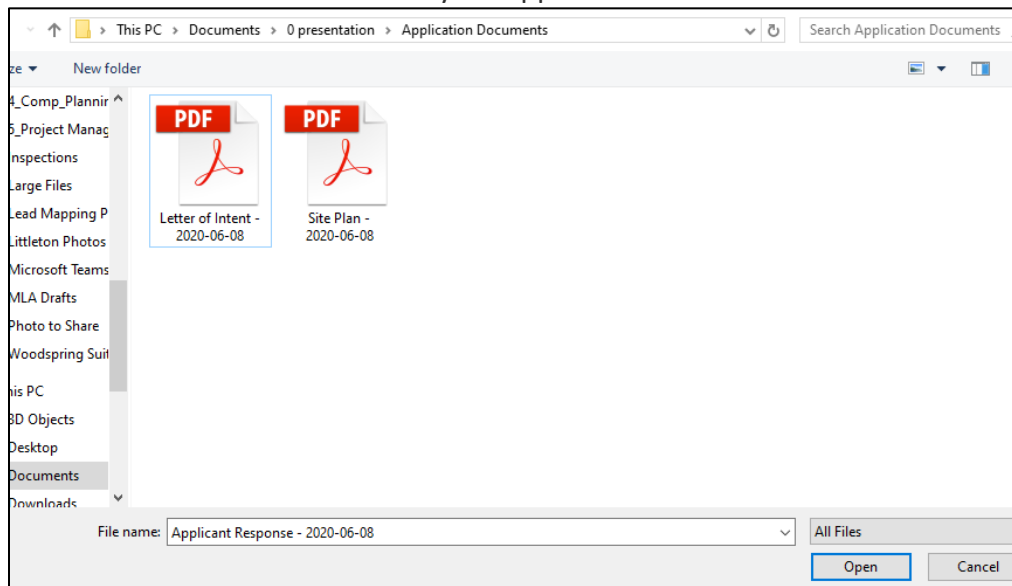 This PC > Documents > 0 presentation > Application Documents
Search Application Documents
ze New folder
4_Comp_Plannir
5_Project Manag
nspections
Large Files
Lead Mapping P
Littleton Photos
Microsoft Teams
MLA Drafts
Photo to Share
Woodspring Suit
his PC
3D Objects
Desktop
Documents
Downloads
PDF
Letter of Intent -
2020-06-08
PDF
Site Plan -
2020-06-08
File name: Applicant Response - 2020-06-08
All Files
Open Cancel